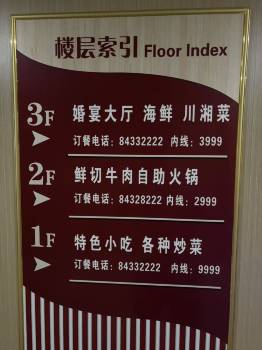 楼层索引 Floor Index
3F 婚宴大厅 海鲜 川湘菜
订餐电话：84332222 内线：3999
2F 鲜切牛肉自助火锅
订餐电话：84328222 内线：2999
1F 特色小吃 各种炒菜
订餐电话：84332222 内线：9999